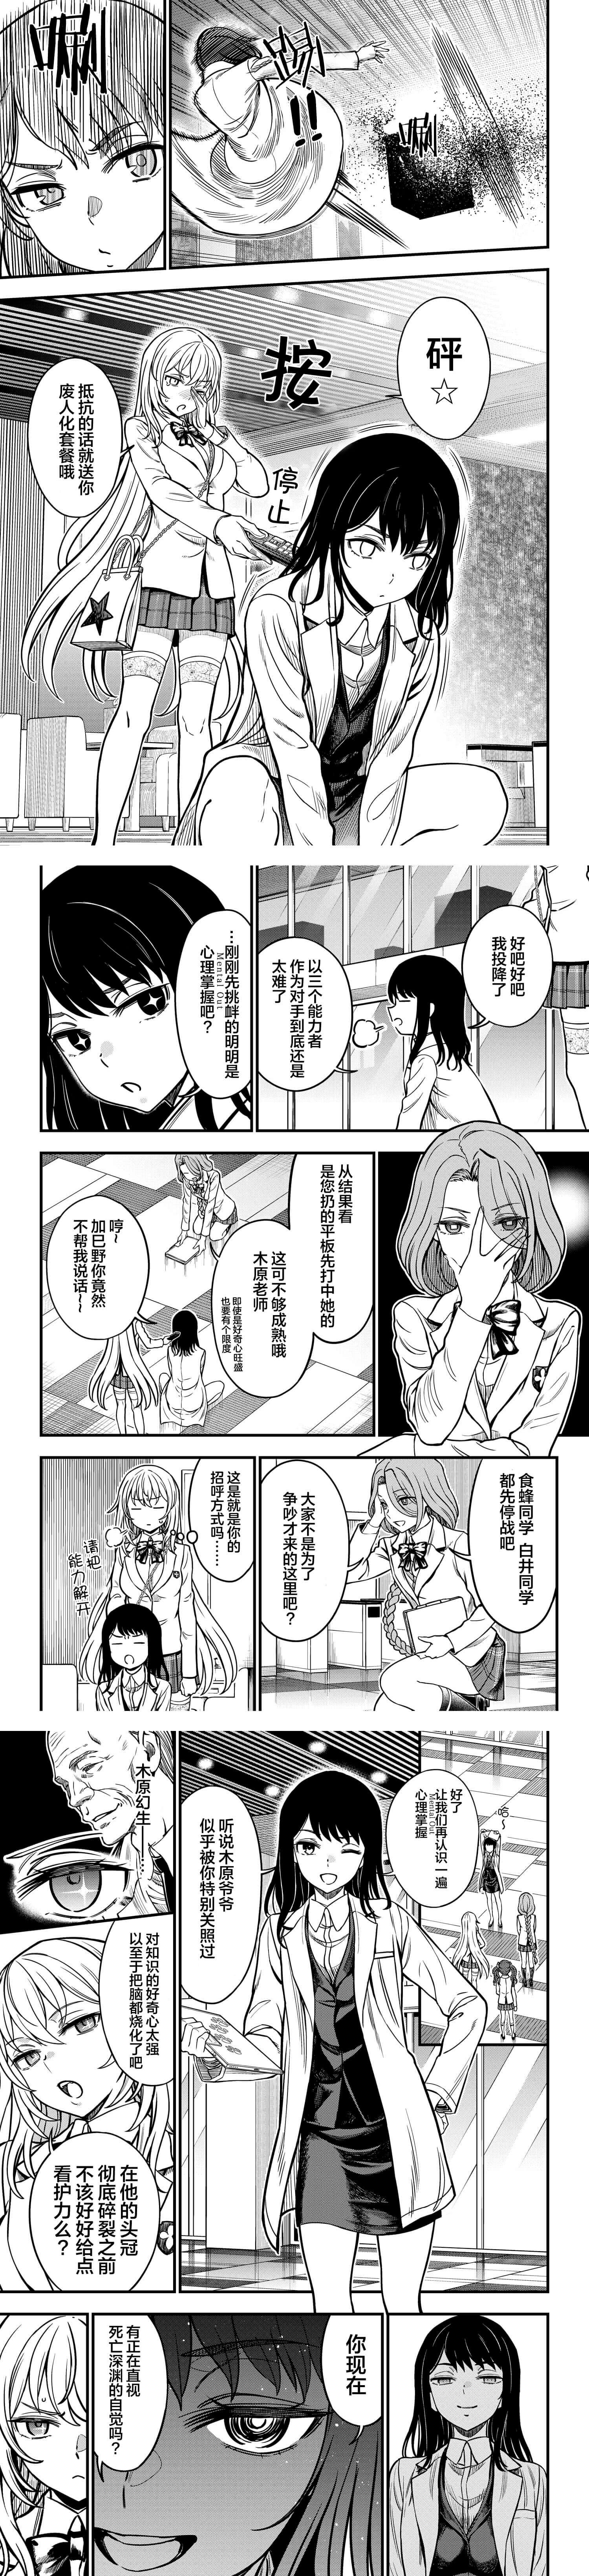 踢!!
唰
唰
砰
☆
按
停止
抵抗的话就送你
废人化套餐哦
好吧好吧
我投降了
以三个能力者
作为对手到底还是
太难了
…刚刚先挑衅的明明是
心理掌握吧?
Mental Out
从结果看
是您扔的平板先打中她的
这可不够成熟哦
木原老师
即使是好奇心旺盛
也要有个限度
哼~
加巳野你竟然
不帮我说话~
食蜂同学 白井同学
都先停战吧
大家不是为了
争吵才来的这里吧?
这是就是你的
招呼方式吗……
请把
能力解开
好了
让我们再认识一遍
心理掌握
Mental Out
听说木原爷爷
似乎被你特别关照过
木原幻生……
对知识的好奇心太强
以至于把脑都烧化了吧
在他的头冠
彻底碎裂之前
不该好好给点
看护力么?
你现在
有正在直视
死亡深渊的自觉吗?